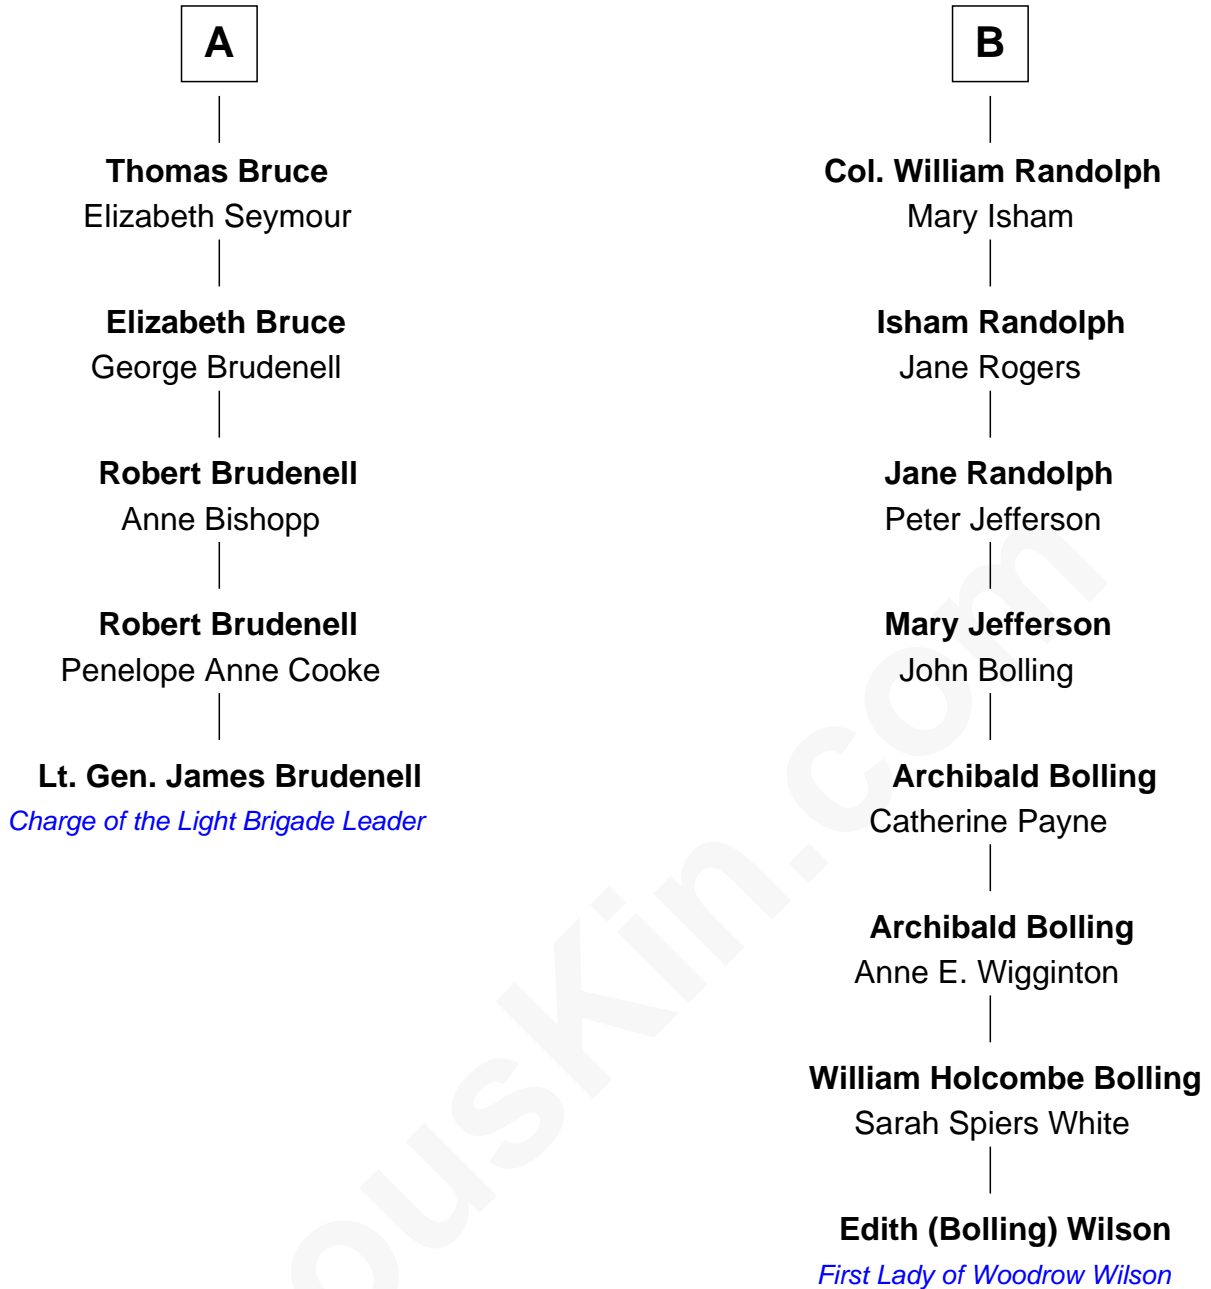 A
Thomas Bruce
Elizabeth Seymour
Elizabeth Bruce
George Brudenell
Robert Brudenell
Anne Bishopp
Robert Brudenell
Penelope Anne Cooke
Lt. Gen. James Brudenell
Charge of the Light Brigade Leader
B
Col. William Randolph
Mary Isham
Isham Randolph
Jane Rogers
Jane Randolph
Peter Jefferson
Mary Jefferson
John Bolling
Archibald Bolling
Catherine Payne
Archibald Bolling
Anne E. Wigginton
William Holcombe Bolling
Sarah Spiers White
Edith (Bolling) Wilson
First Lady of Woodrow Wilson
ousKin.com